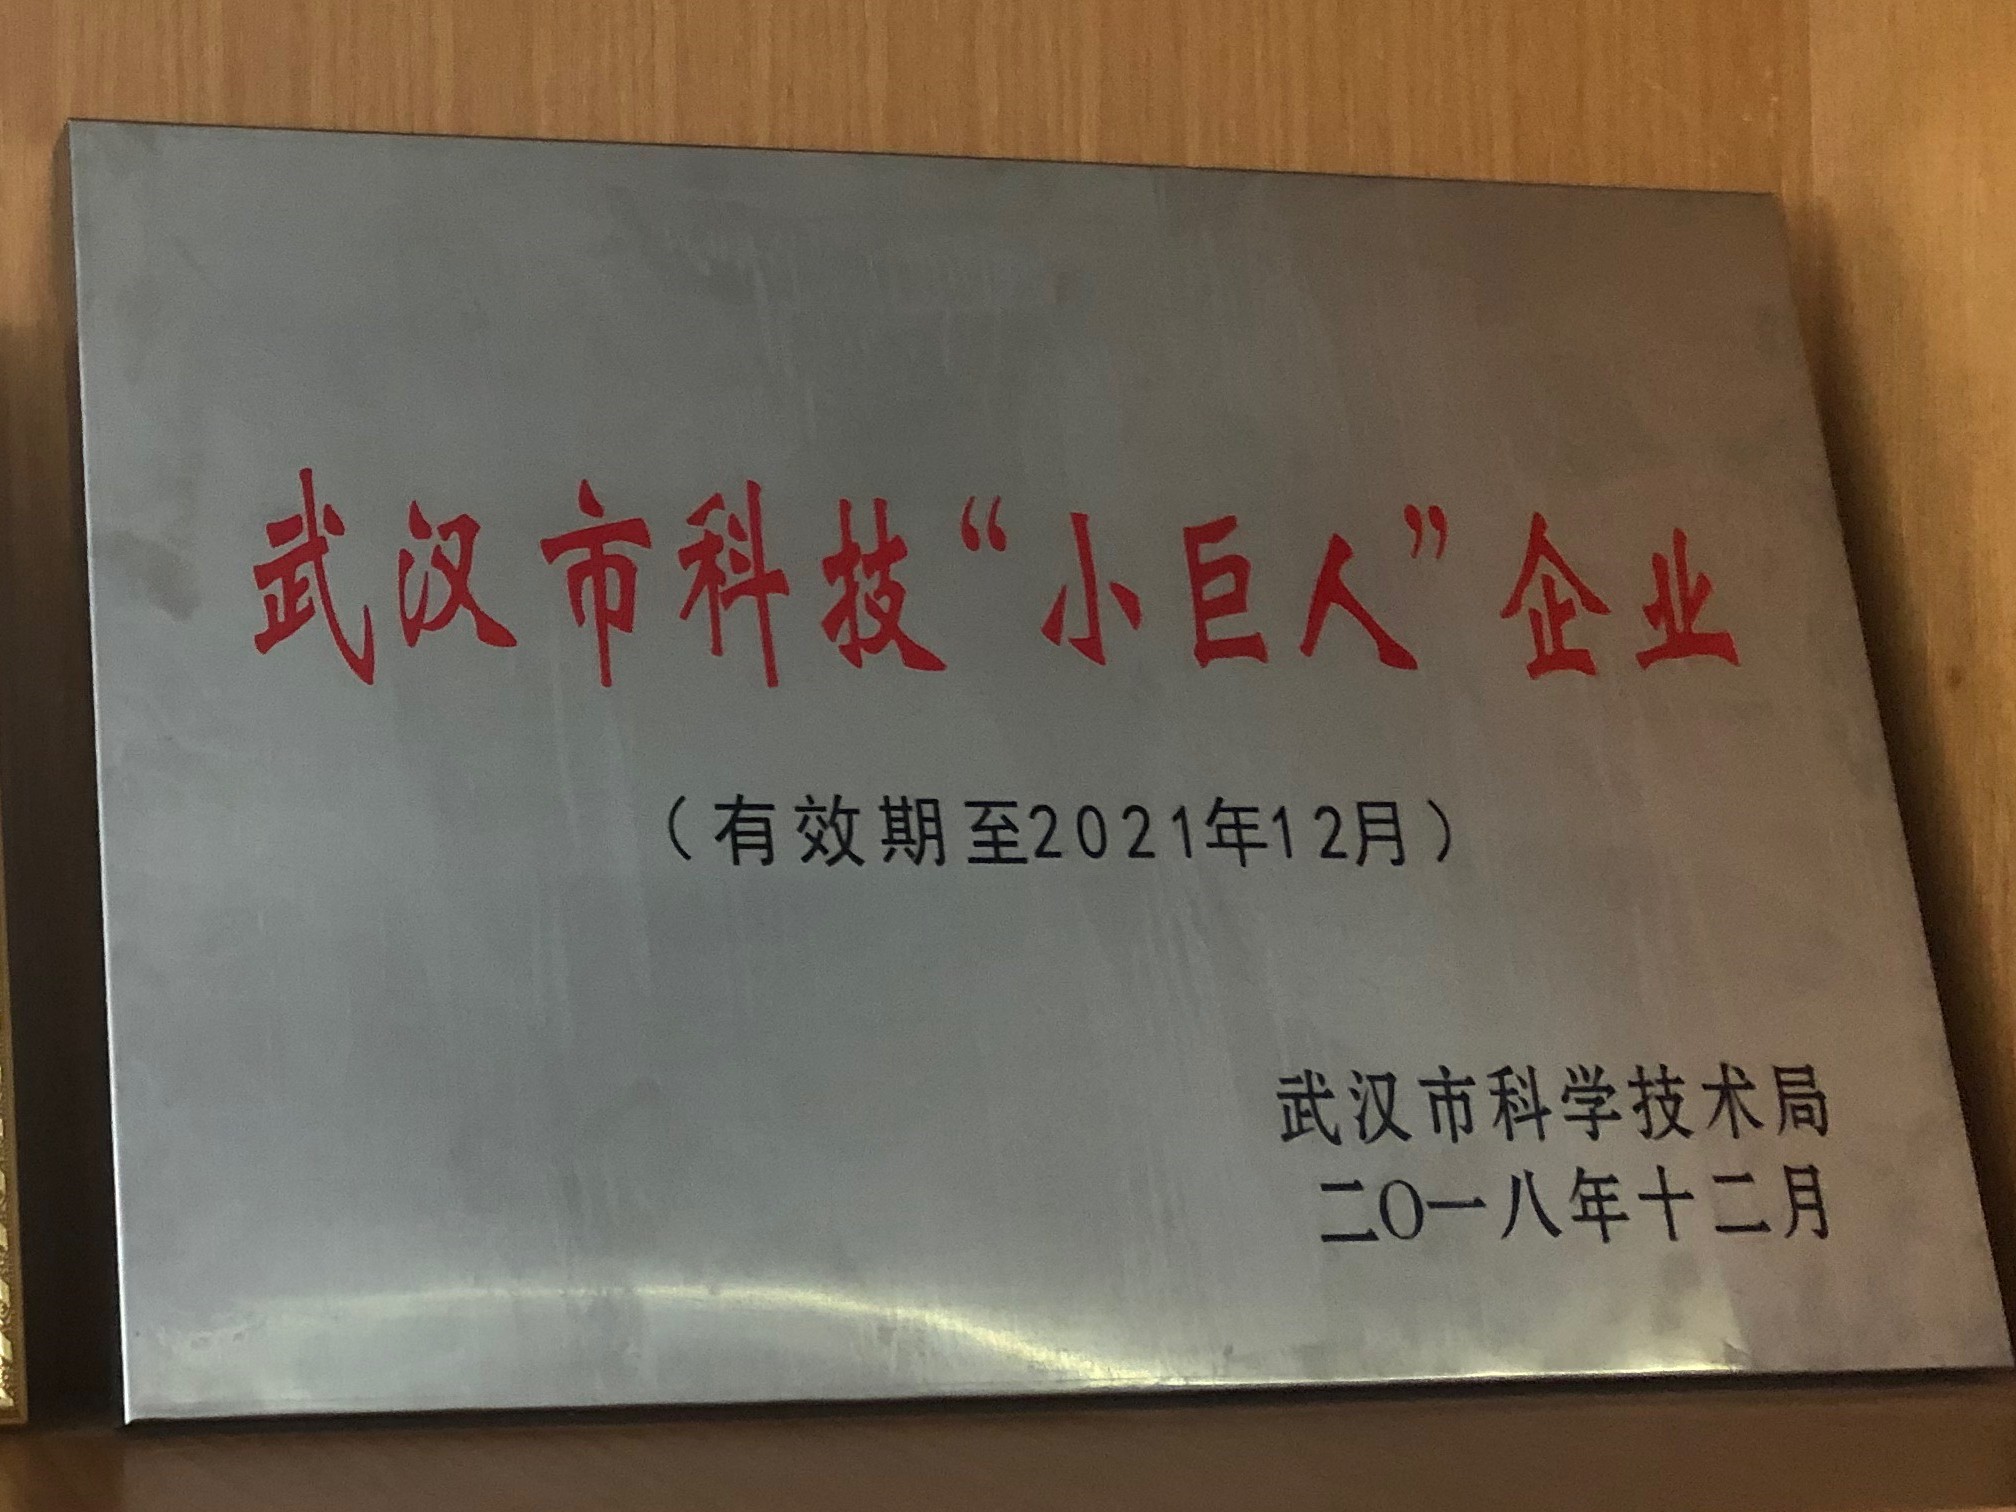 武汉市科技“小巨人”企业
（有效期至2021年12月）
武汉市科学技术局
二〇一八年十二月